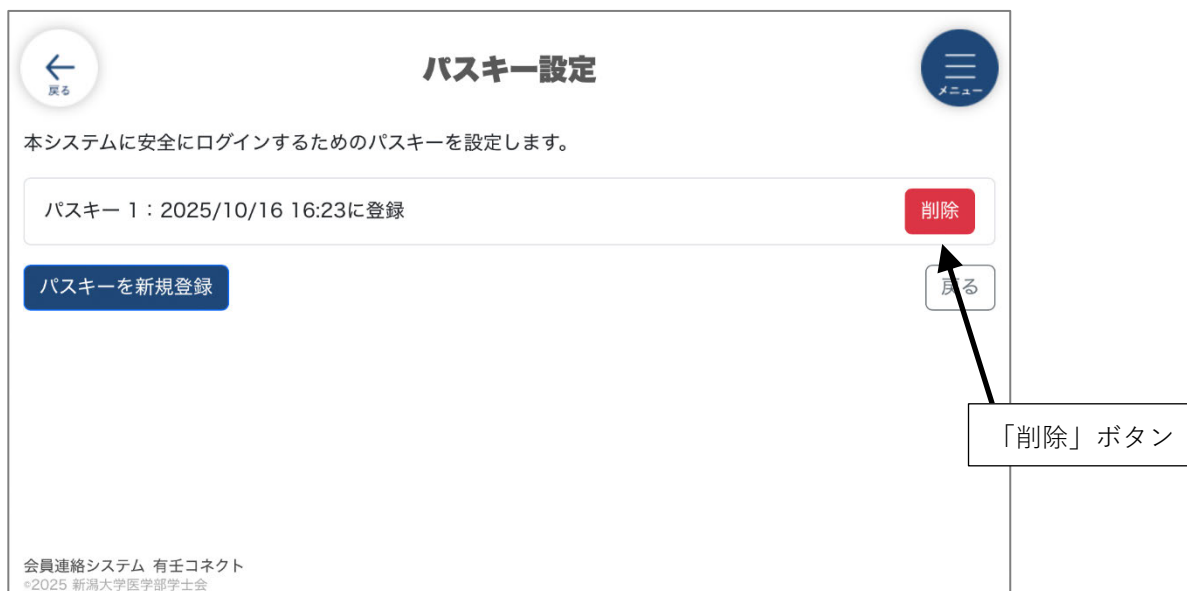 戻る
パスキー設定
メニュー
本システムに安全にログインするためのパスキーを設定します。
パスキー 1：2025/10/16 16:23に登録
削除
パスキーを新規登録
戻る
「削除」ボタン
会員連絡システム 有壬コネクト
©2025 新潟大学医学部学士会